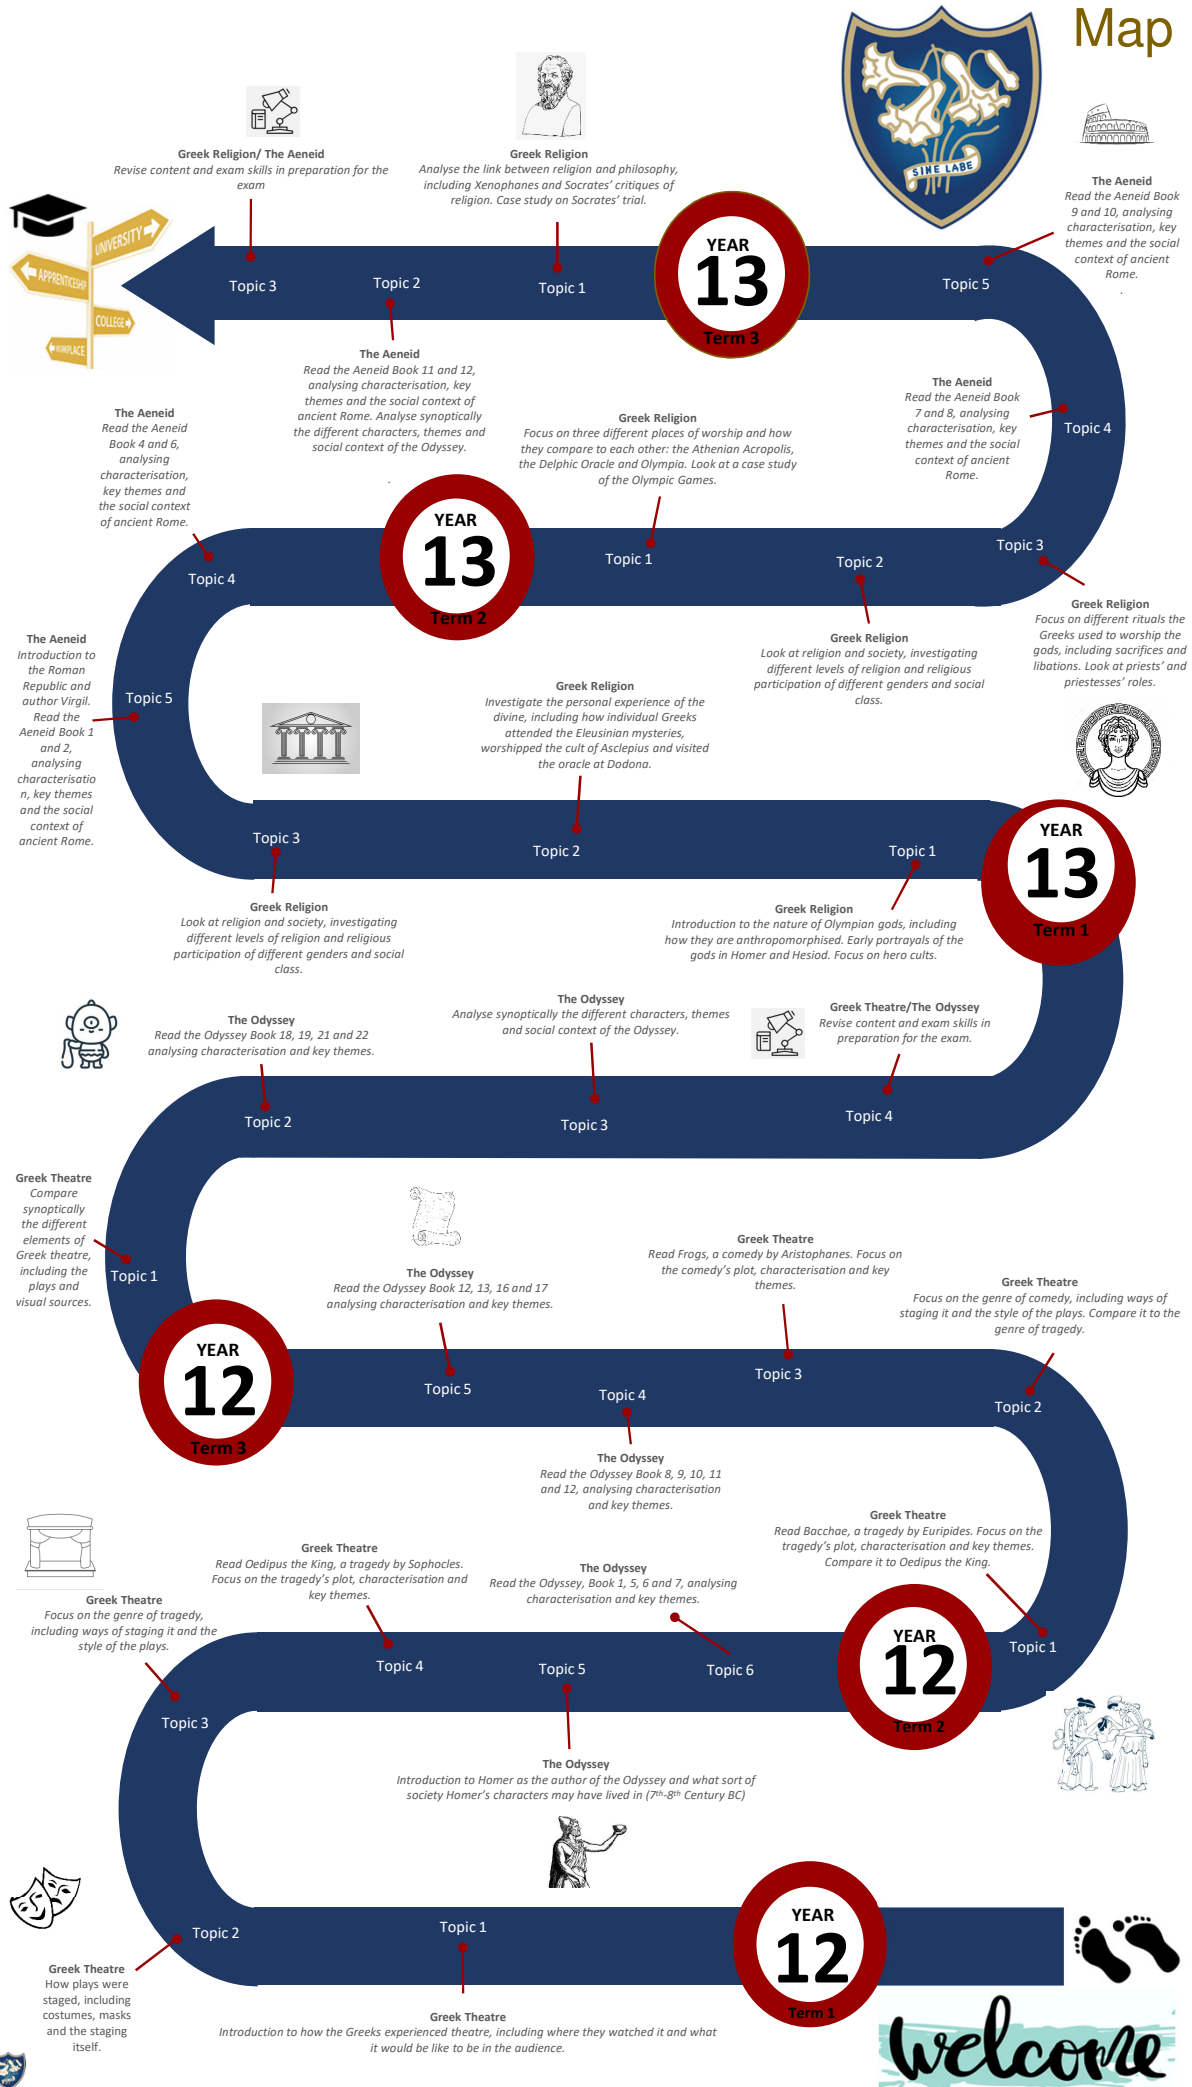 Map
SINE LABE
Greek Religion/ The Aeneid
Revise content and exam skills in preparation for the
exam
Greek Religion
Analyse the link between religion and philosophy,
including Xenophanes and Socrates' critiques of
religion. Case study on Socrates' trial.
The Aeneid
Read the Aeneid Book
9 and 10, analysing
characterisation, key
themes and the social
context of ancient
Rome.
.
UNIVERSITY
APPRENTICESHIP
COLLEGE
WORKPLACE
Topic 3
Topic 2
Topic 1
YEAR
13
Term 3
Topic 5
The Aeneid
Read the Aeneid Book 11 and 12,
analysing characterisation, key
themes and the social context of
ancient Rome. Analyse synoptically
the different characters, themes and
social context of the Odyssey.
.
The Aeneid
Read the Aeneid Book
7 and 8, analysing
characterisation, key
themes and the social
context of ancient
Rome.
Topic 4
The Aeneid
Read the Aeneid
Book 4 and 6,
analysing
characterisation,
key themes and
the social context
of ancient Rome.
Greek Religion
Focus on three different places of worship and how
they compare to each other: the Athenian Acropolis,
the Delphic Oracle and Olympia. Look at a case study
of the Olympic Games.
Topic 4
YEAR
13
Term 2
Topic 1
Topic 2
Topic 3
Greek Religion
Look at religion and society, investigating
different levels of religion and religious
participation of different genders and social
class.
Greek Religion
Focus on different rituals the
Greeks used to worship the
gods, including sacrifices and
libations. Look at priests' and
priestesses' roles.
The Aeneid
Introduction to
the Roman
Republic and
author Virgil.
Read the
Aeneid Book 1
and 2,
analysing
characterisatio
n, key themes
and the social
context of
ancient Rome.
Topic 5
Greek Religion
Investigate the personal experience of the
divine, including how individual Greeks
attended the Eleusinian mysteries,
worshipped the cult of Asclepius and visited
the oracle at Dodona.
Topic 3
Topic 2
Topic 1
YEAR
13
Term 1
Greek Religion
Look at religion and society, investigating
different levels of religion and religious
participation of different genders and social
class.
Greek Religion
Introduction to the nature of Olympian gods, including
how they are anthropomorphised. Early portrayals of the
gods in Homer and Hesiod. Focus on hero cults.
The Odyssey
Read the Odyssey Book 18, 19, 21 and 22
analysing characterisation and key themes.
The Odyssey
Analyse synoptically the different characters, themes
and social context of the Odyssey.
Greek Theatre/The Odyssey
Revise content and exam skills in
preparation for the exam.
Topic 2
Topic 3
Topic 4
Greek Theatre
Compare
synoptically
the different
elements of
Greek theatre,
including the
plays and
visual sources.
Topic 1
The Odyssey
Read the Odyssey Book 12, 13, 16 and 17
analysing characterisation and key themes.
Greek Theatre
Read Frogs, a comedy by Aristophanes. Focus on
the comedy's plot, characterisation and key
themes.
Greek Theatre
Focus on the genre of comedy, including ways of
staging it and the style of the plays. Compare it to the
genre of tragedy.
YEAR
12
Term 3
Topic 5
Topic 4
Topic 3
Topic 2
The Odyssey
Read the Odyssey Book 8, 9, 10, 11
and 12, analysing characterisation
and key themes.
Greek Theatre
Read Bacchae, a tragedy by Euripides. Focus on the
tragedy's plot, characterisation and key themes.
Compare it to Oedipus the King.
Greek Theatre
Read Oedipus the King, a tragedy by Sophocles.
Focus on the tragedy's plot, characterisation and
key themes.
The Odyssey
Read the Odyssey, Book 1, 5, 6 and 7, analysing
characterisation and key themes.
Greek Theatre
Focus on the genre of tragedy,
including ways of staging it and the
style of the plays.
Topic 3
Topic 4
Topic 5
Topic 6
YEAR
12
Term 2
Topic 1
The Odyssey
Introduction to Homer as the author of the Odyssey and what sort of
society Homer's characters may have lived in (7th-8th Century BC)
Topic 2
Topic 1
YEAR
12
Term 1
Greek Theatre
How plays were
staged, including
costumes, masks
and the staging
itself.
Greek Theatre
Introduction to how the Greeks experienced theatre, including where they watched it and what
it would be like to be in the audience.
welcome